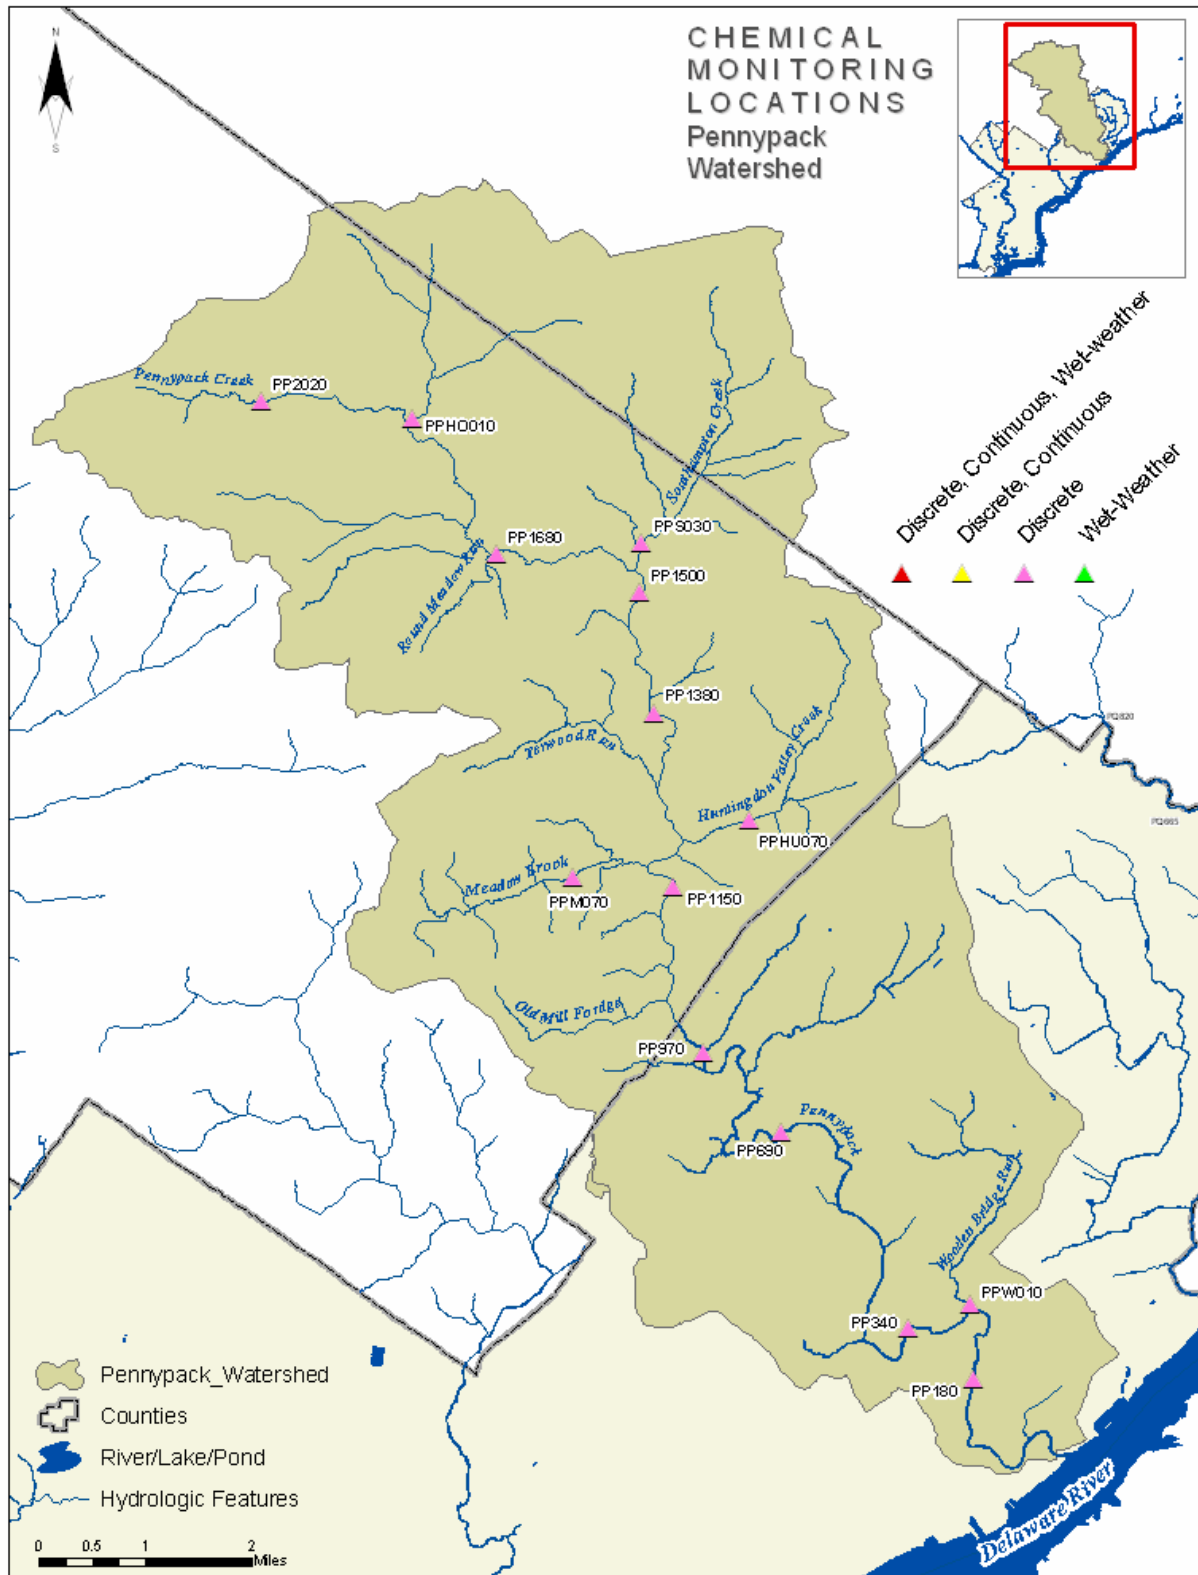 N
S
CHEMICAL
MONITORING
LOCATIONS
Pennypack
Watershed
Discrete, Continuous, Wet-weather
Discrete, Continuous
Discrete
Wet-Weather
Pennypack Creek
PP2020
PPHO010
Southampton Creek
PPS030
PP1680
Round Meadow Run
PP1500
PP1380
Terwood Run
Huntingdon Valley Creek
PPHU070
Meadow Brook
PPM070
PP1150
Old Mill Fordge
PP970
Pennypack
PP690
Wooden Bridge Run
PPW010
PP340
PP180
PQ820
PQ665
Delaware River
Pennypack_Watershed
Counties
River/Lake/Pond
Hydrologic Features
0 0.5 1 2
Miles